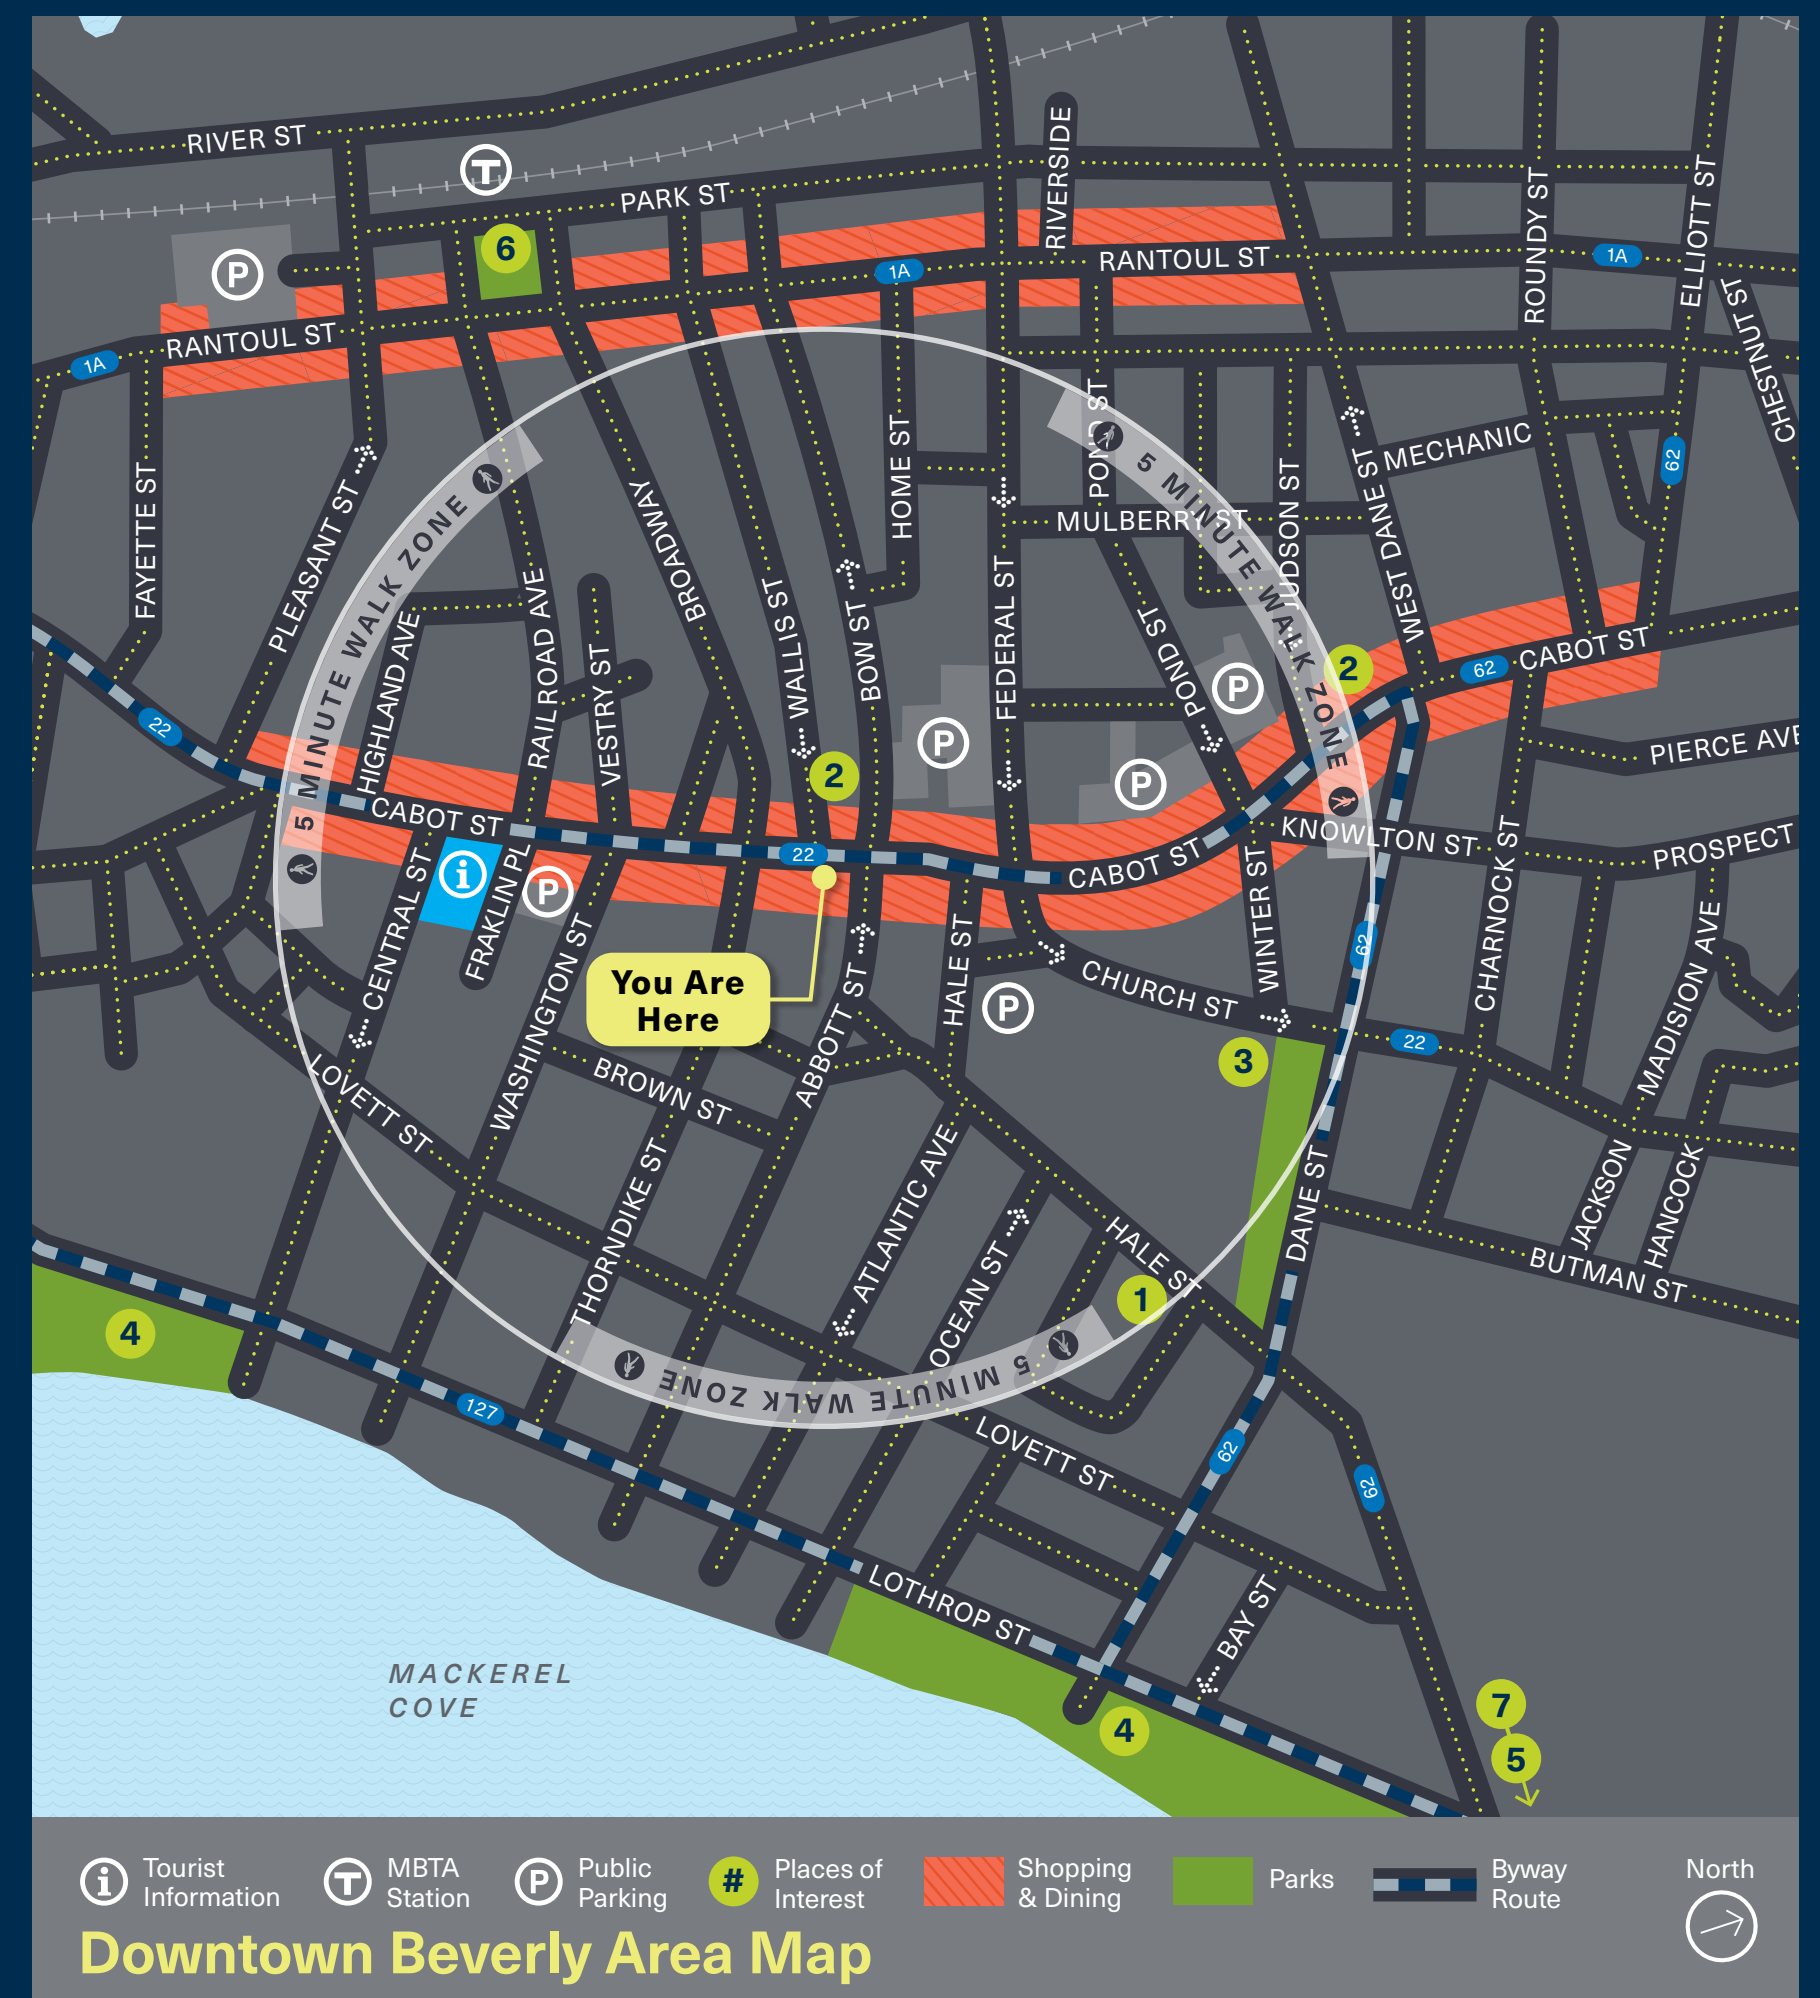 RIVER ST
RIVERSIDE
T
PARK ST
6
P
ROUNDY ST
ELLIOTT ST
1A
RANTOUL ST
1A
CHESTNUT ST
RANTOUL ST
1A
POND ST
HOME ST
MECHANIC
62
FAYETTE ST
PLEASANT ST
5 MINUTE WALK ZONE
BROADWAY
5 MINUTE WALK ZONE
MULBERRY ST
JUDSON ST
WEST DANE ST
HIGHLAND AVE
RAILROAD AVE
VESTRY ST
WALLIS ST
BOW ST
FEDERAL ST
POND ST
P
2
62
CABOT ST
22
P
P
2
PIERCE AVE
CABOT ST
22
CABOT ST
KNOWLTON ST
CHARNOCK ST
PROSPECT
i
FRAKLIN PL
P
CENTRAL ST
WASHINGTON ST
You Are
Here
ABBOTT ST
HALE ST
P
CHURCH ST
WINTER ST
62
22
MADISION AVE
3
LOVETT ST
BROWN ST
THORNDIKE ST
ATLANTIC AVE
OCEAN ST
HALE ST
1
DANE ST
JACKSON
HANCOCK
BUTMAN ST
4
5 MINUTE WALK ZONE
127
LOVETT ST
62
62
LOTHROP ST
BAY ST
MACKEREL
COVE
4
7
5
i
Tourist
Information
T
MBTA
Station
P
Public
Parking
#
Places of
Interest
Shopping
& Dining
Parks
Byway
Route
North
Downtown Beverly Area Map